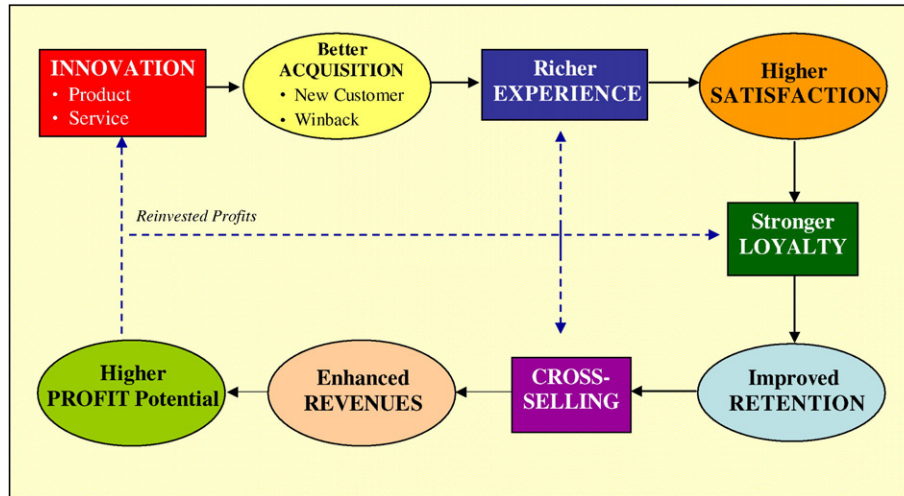 INNOVATION
• Product
• Service
Better
ACQUISITION
• New Customer
• Winback
Richer
EXPERIENCE
Higher
SATISFACTION
Reinvested Profits
Stronger
LOYALTY
Higher
PROFIT Potential
Enhanced
REVENUES
CROSS-
SELLING
Improved
RETENTION